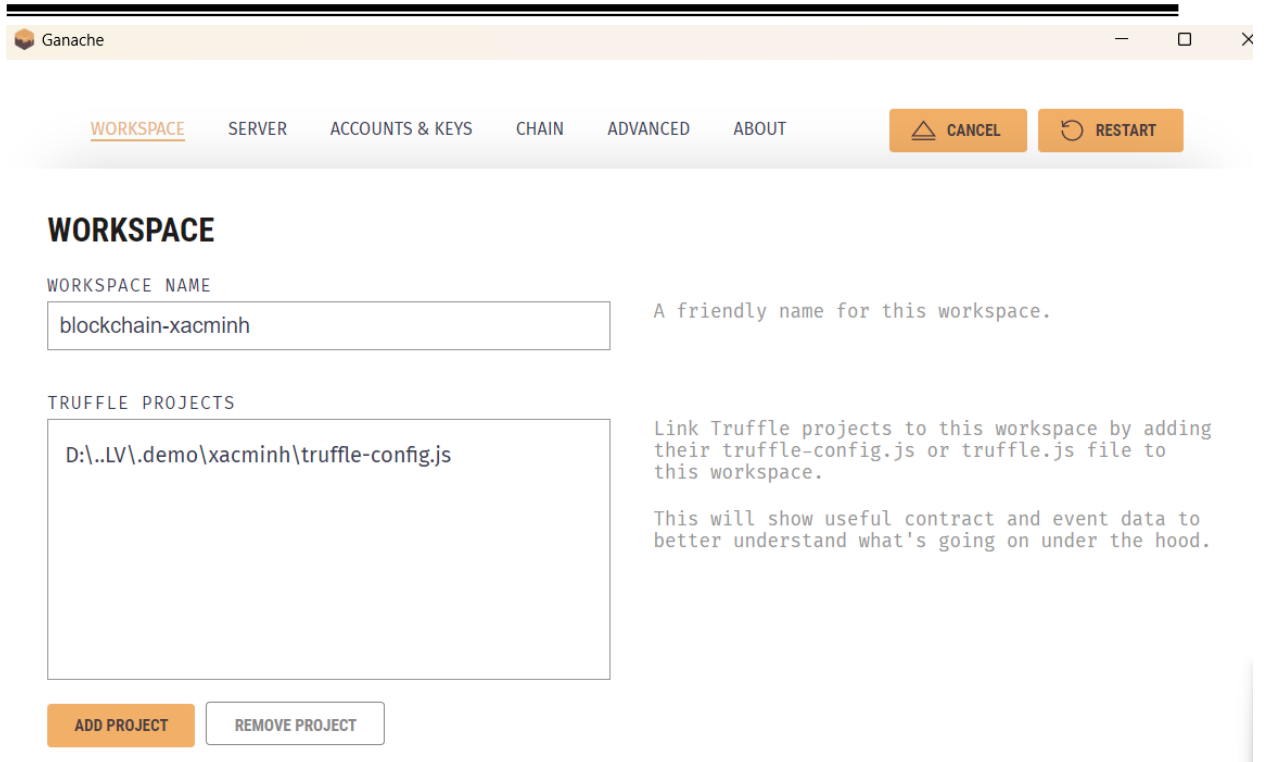 Ganache
WORKSPACE SERVER ACCOUNTS & KEYS CHAIN ADVANCED ABOUT CANCEL RESTART
WORKSPACE
WORKSPACE NAME
blockchain-xacminh
A friendly name for this workspace.
TRUFFLE PROJECTS
D:\..LV\.demo\xacminh\truffle-config.js
Link Truffle projects to this workspace by adding
their truffle-config.js or truffle.js file to
this workspace.
This will show useful contract and event data to
better understand what's going on under the hood.
ADD PROJECT REMOVE PROJECT